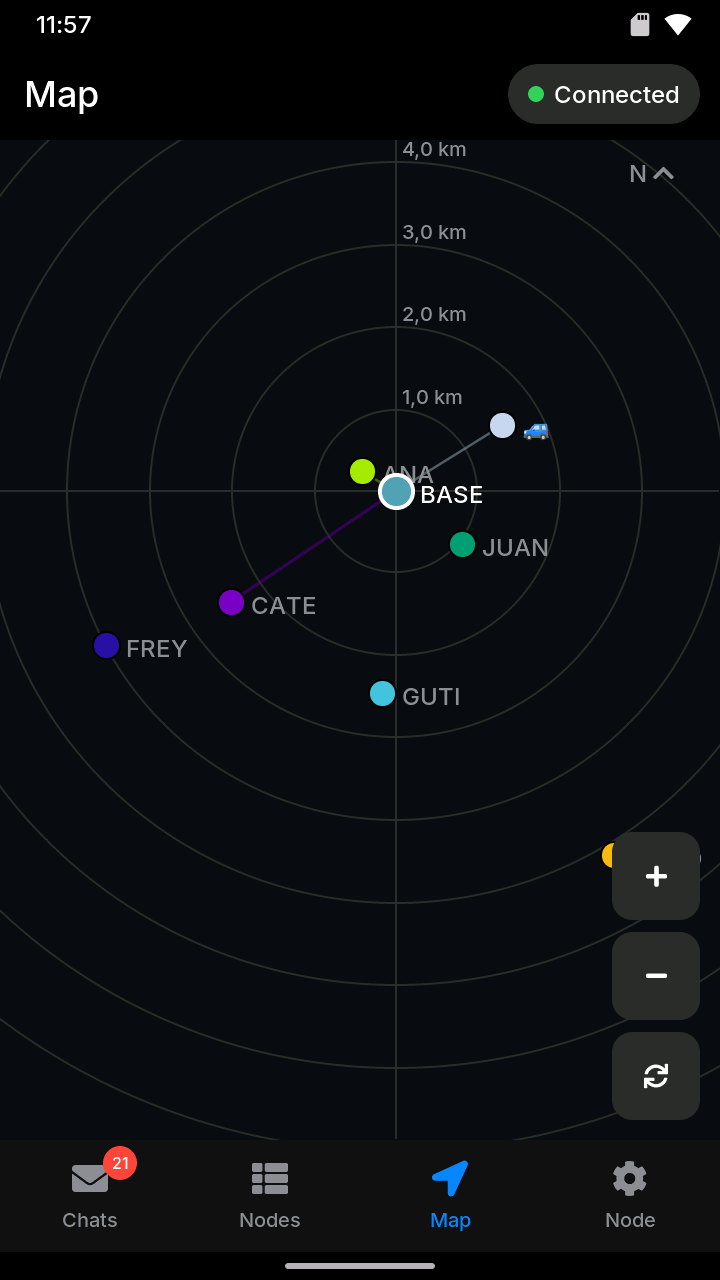 11:57
Map
Connected
4,0 km
N
3,0 km
2,0 km
1,0 km
ANA
BASE
JUAN
CATE
FREY
GUTI
21
Chats
Nodes
Map
Node